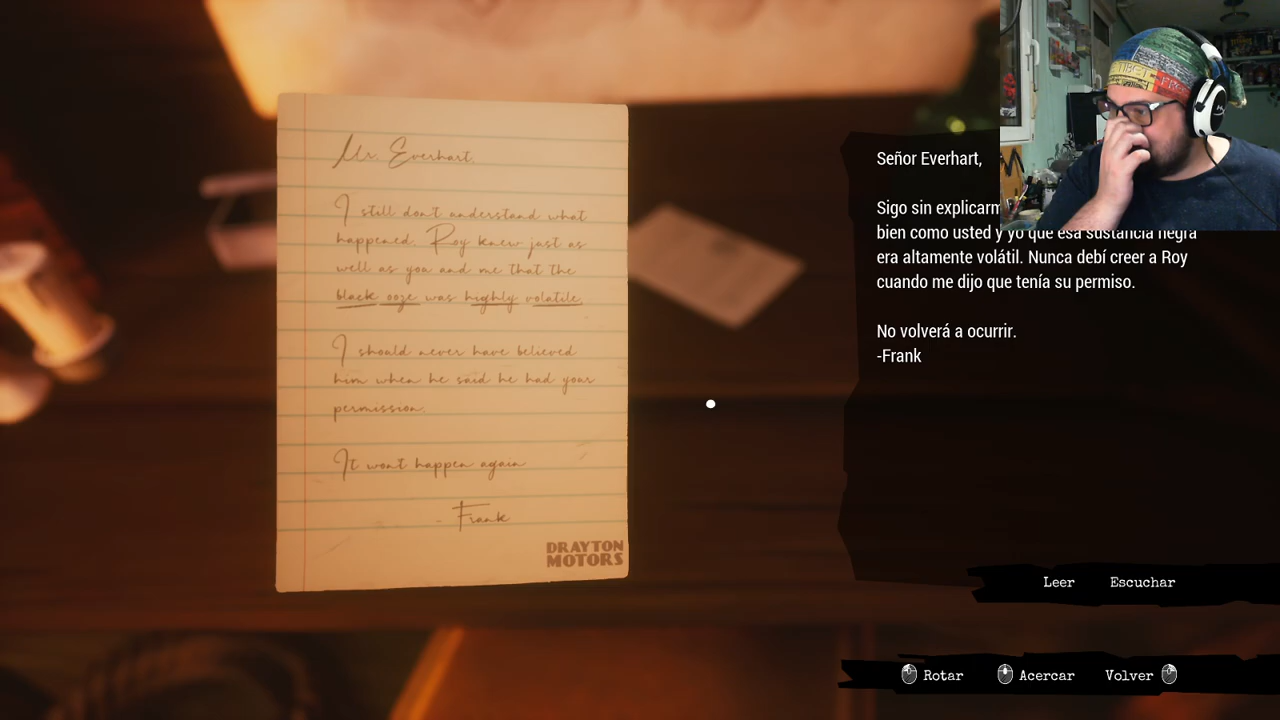 Mr. Everhart,
I still don't understand what
happened. Roy knew just as
well as you and me that the
black ooze was highly volatile.
I should never have believed
him when he said he had your
permission.
It won't happen again
- Frank
DRAYTON
MOTORS
TIBET
Señor Everhart,
Sigo sin explicarm
bien como usted y yo que esa sustancia negra
era altamente volátil. Nunca debí creer a Roy
cuando me dijo que tenía su permiso.
No volverá a ocurrir.
-Frank
Leer Escuchar
Rotar Acercar Volver